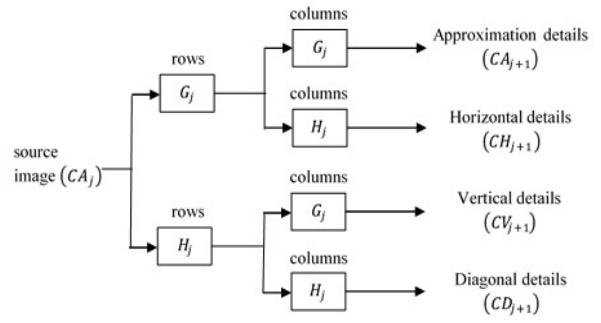 columns
Approximation details
G_j
(CA_{j+1})
rows
G_j
columns
Horizontal details
H_j
(CH_{j+1})
source
image (CA_j)
columns
Vertical details
rows
G_j
(CV_{j+1})
H_j
columns
Diagonal details
H_j
(CD_{j+1})